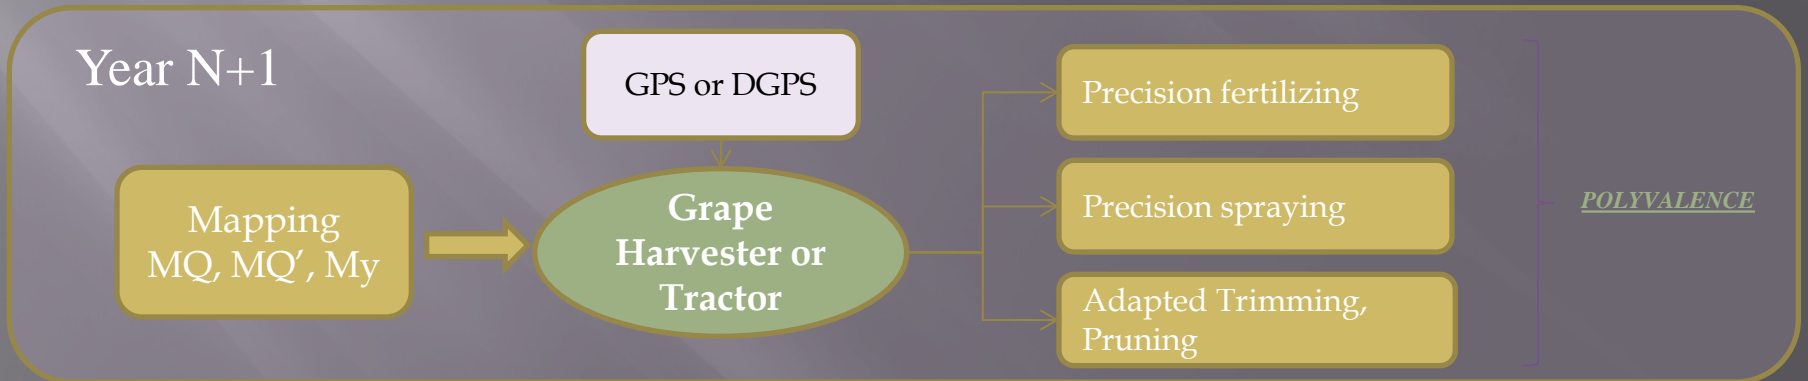 Year N+1
GPS or DGPS
Mapping
MQ, MQ’, My
Grape
Harvester or
Tractor
Precision fertilizing
Precision spraying
Adapted Trimming,
Pruning
POLYVALENCE